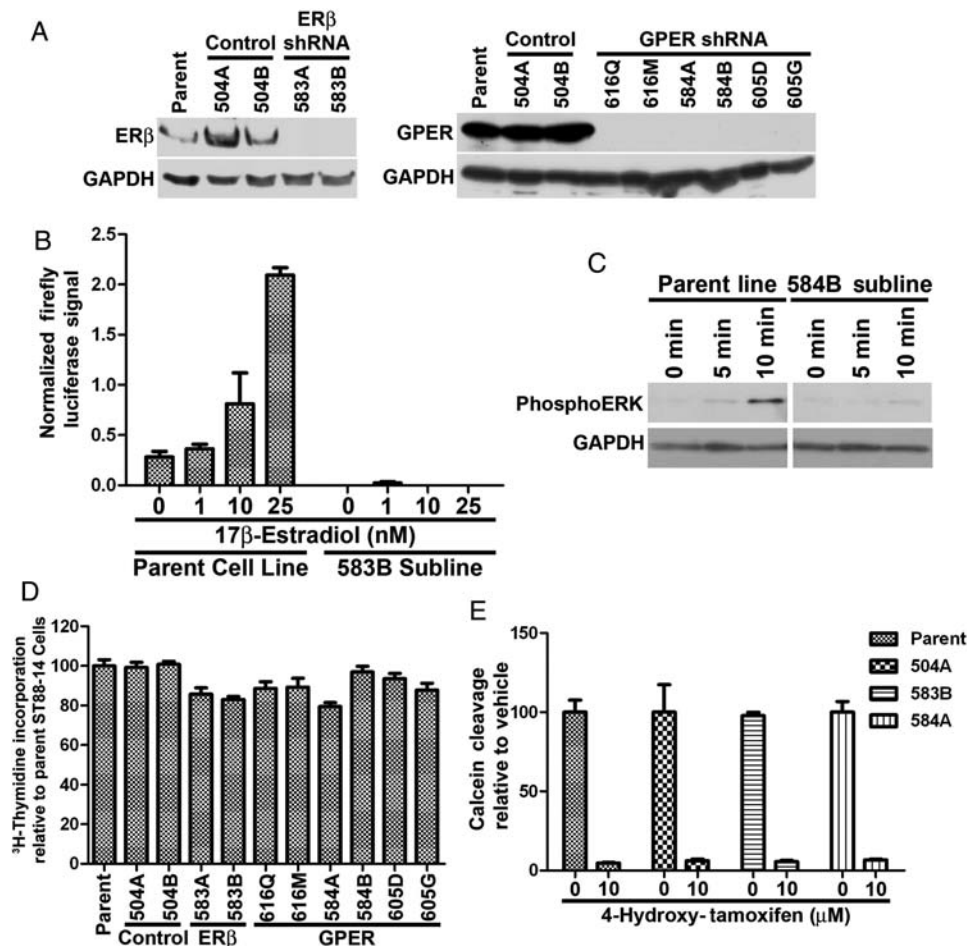 A
Control
ERβ
shRNA
Parent
504A
504B
583A
583B
ERβ
GAPDH
Control
GPER shRNA
Parent
504A
504B
616Q
616M
584A
584B
605D
605G
GPER
GAPDH
B
Normalized firefly
luciferase signal
2.5
2.0
1.5
1.0
0.5
0.0
0 1 10 25 0 1 10 25
17β-Estradiol (nM)
Parent Cell Line 583B Subline
C
Parent line 584B subline
0 min
5 min
10 min
0 min
5 min
10 min
PhosphoERK
GAPDH
D
³H-Thymidine incorporation
relative to parent ST88-14 Cells
120
100
80
60
40
20
0
Parent
504A
504B
583A
583B
616Q
616M
584A
584B
605D
605G
Control ERβ GPER
E
Calcein cleavage
relative to vehicle
150
100
50
0
0 10 0 10 0 10 0 10
4-Hydroxy- tamoxifen (μM)
Parent
504A
583B
584A